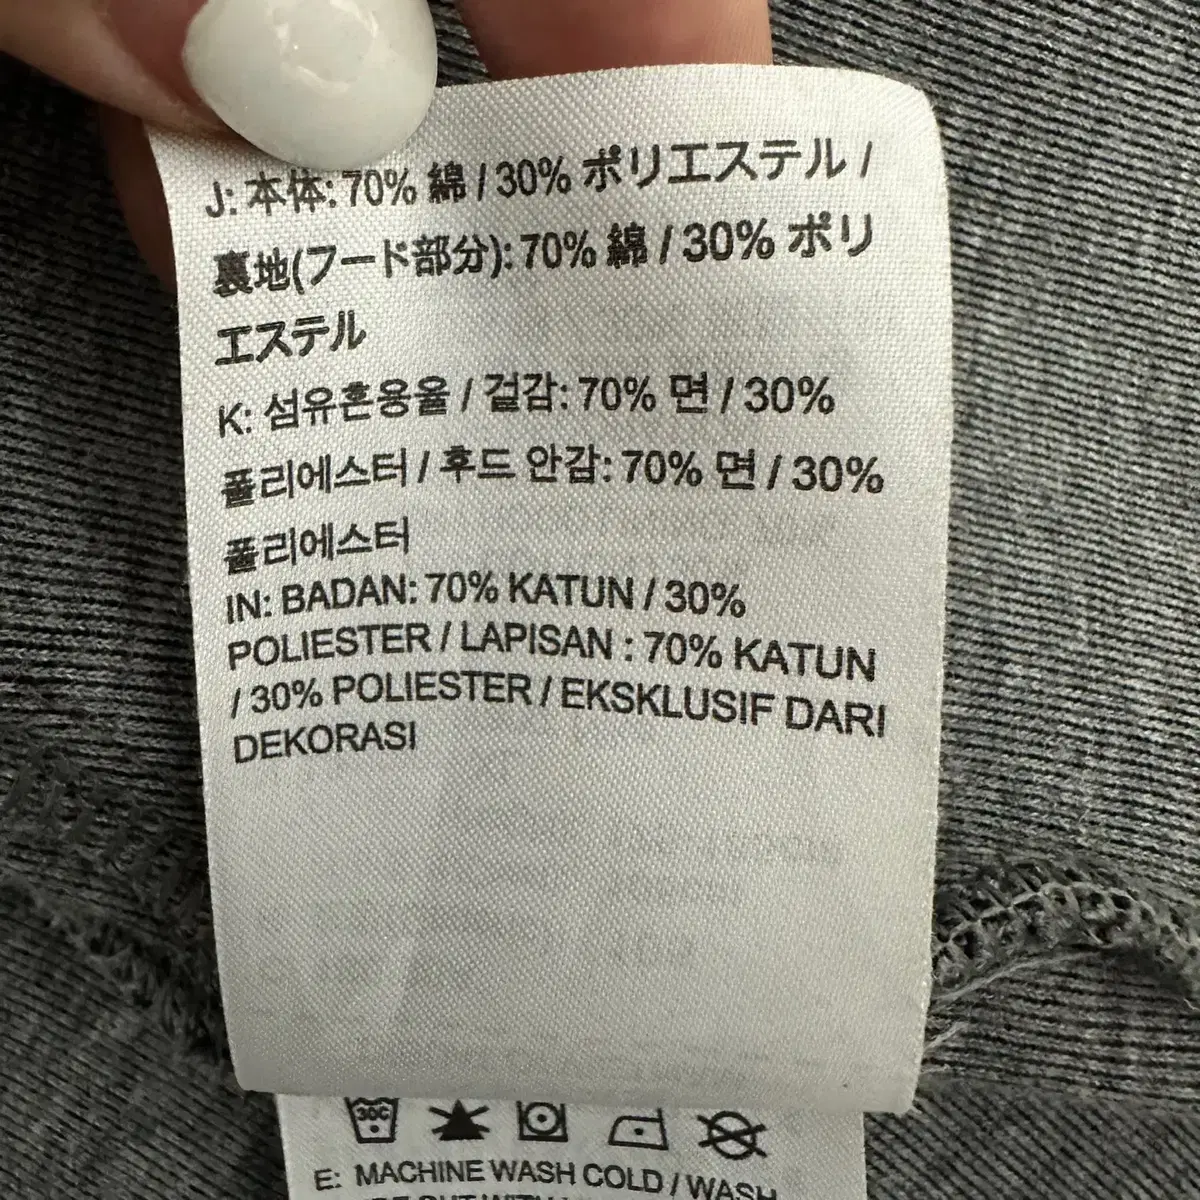 J: 本体: 70% 綿 / 30% ポリエステル /
裏地(フード部分): 70% 綿 / 30% ポリ
エステル
K: 섬유혼용율 / 겉감: 70% 면 / 30%
폴리에스터 / 후드 안감: 70% 면 / 30%
폴리에스터
IN: BADAN: 70% KATUN / 30%
POLIESTER / LAPISAN : 70% KATUN
/ 30% POLIESTER / EKSKLUSIF DARI
DEKORASI
30C
E: MACHINE WASH COLD / WASH